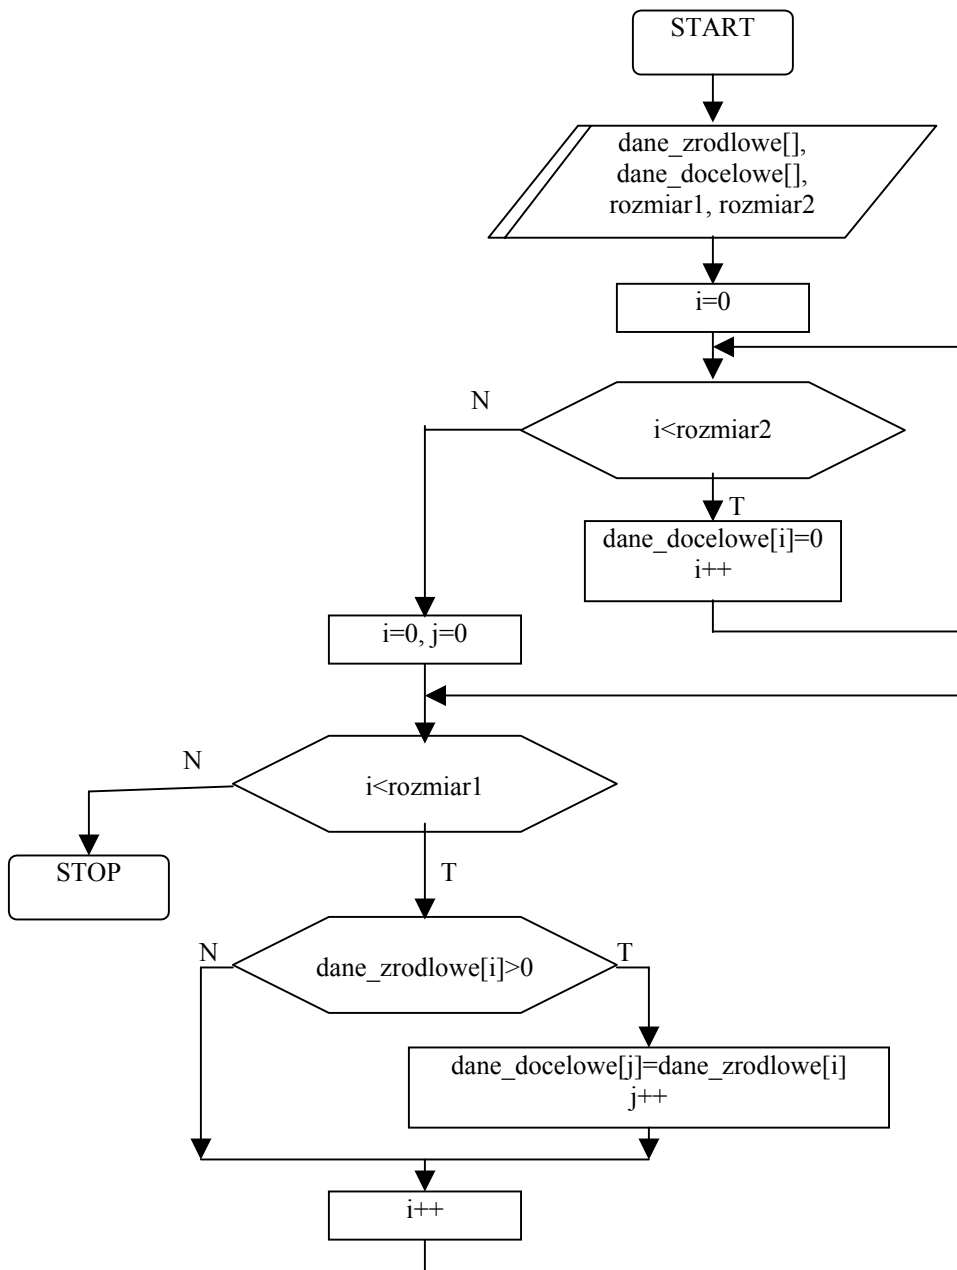 START
dane_zrodlowe[],
dane_docelowe[],
rozmiar1, rozmiar2
i=0
N
i<rozmiar2
T
dane_docelowe[i]=0
i++
i=0, j=0
N
i<rozmiar1
STOP
T
N
dane_zrodlowe[i]>0
T
dane_docelowe[j]=dane_zrodlowe[i]
j++
i++